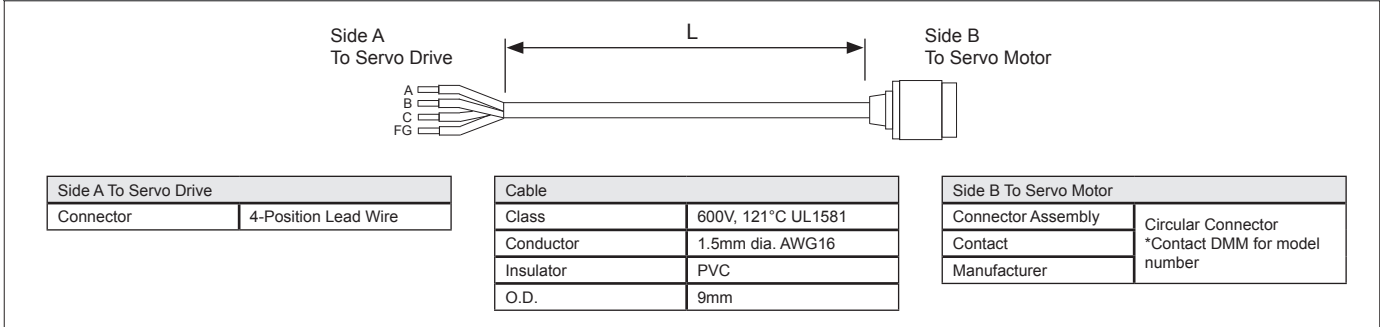 Side A
To Servo Drive
L
Side B
To Servo Motor
A
B
C
FG
Side A To Servo Drive
Connector 4-Position Lead Wire
Cable
Class 600V, 121°C UL1581
Conductor 1.5mm dia. AWG16
Insulator PVC
O.D. 9mm
Side B To Servo Motor
Connector Assembly
Contact
Manufacturer
Circular Connector
*Contact DMM for model
number